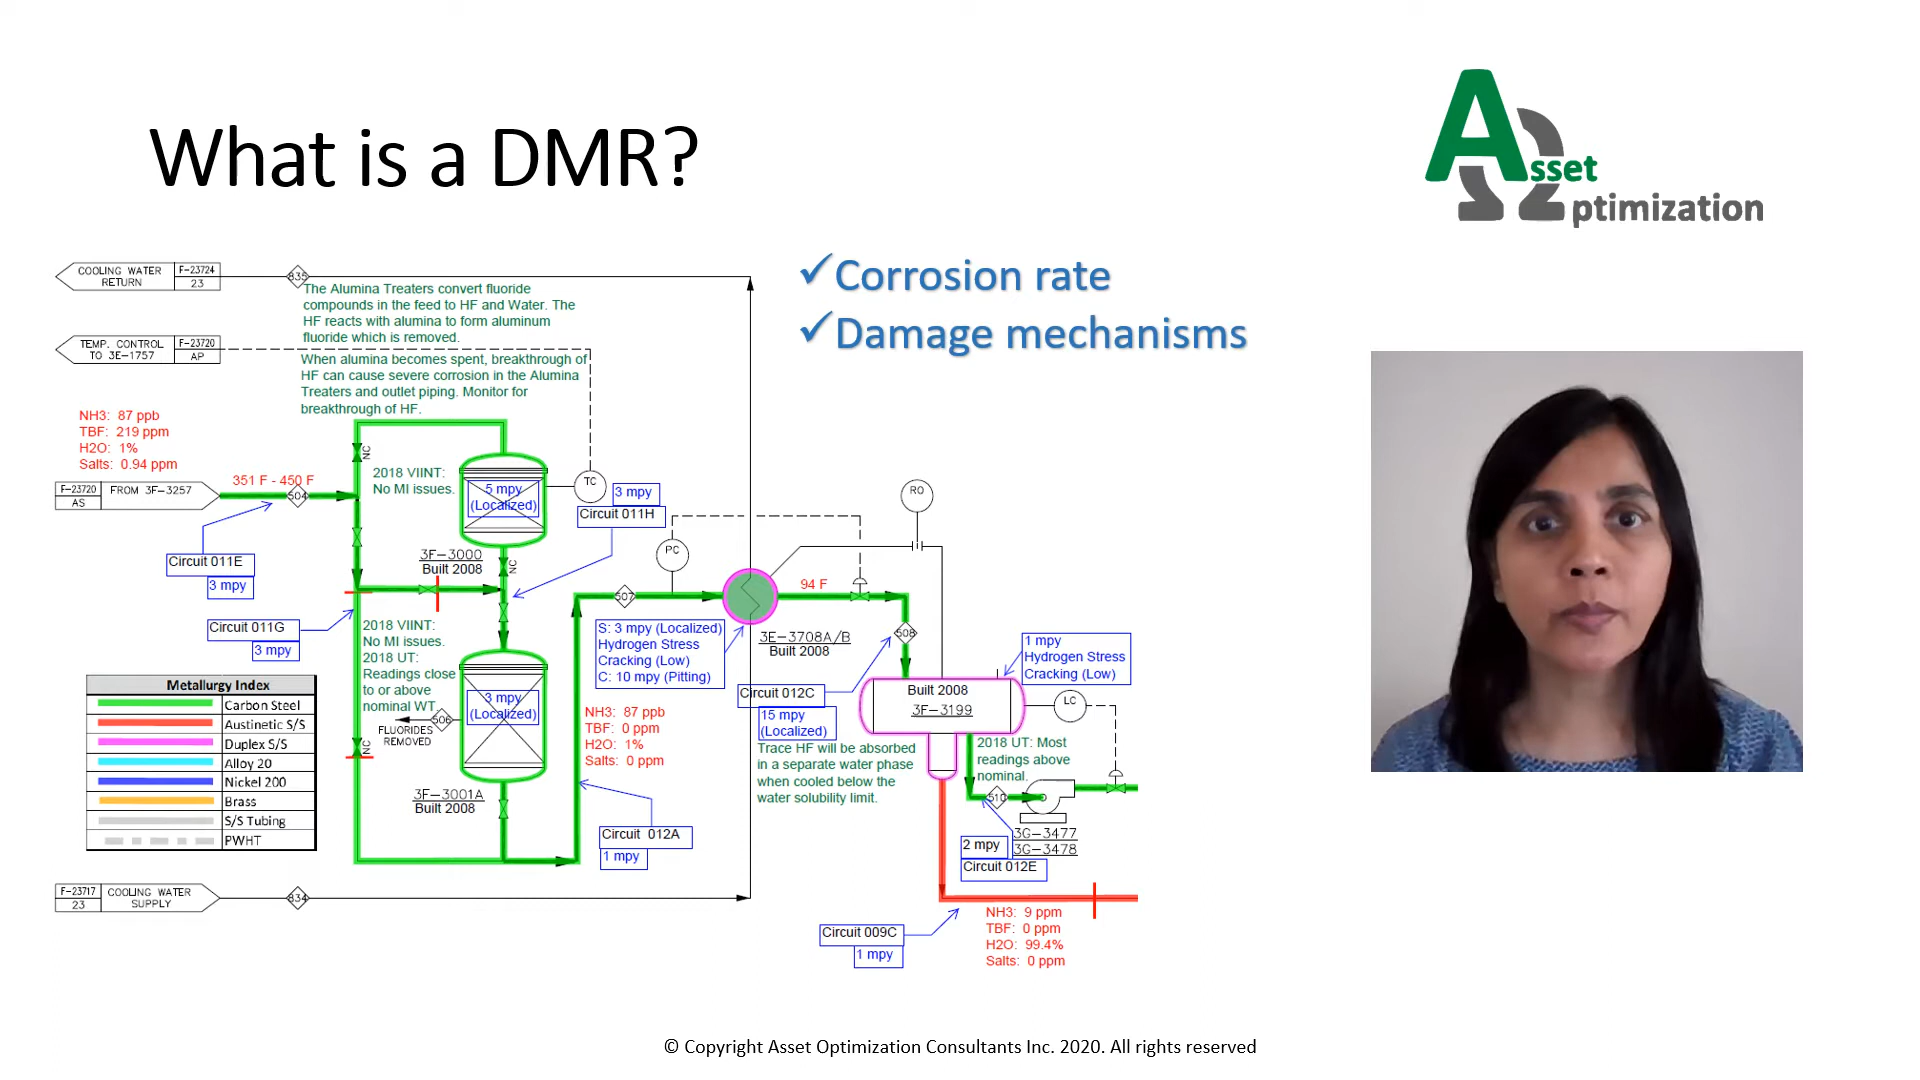 What is a DMR?
Asset
Optimization
✓Corrosion rate
✓Damage mechanisms
COOLING WATER
RETURN
F-23724
23
835
The Alumina Treaters convert fluoride
compounds in the feed to HF and Water. The
HF reacts with alumina to form aluminum
fluoride which is removed.
TEMP. CONTROL
TO 3E-1757
F-23720
AP
When alumina becomes spent, breakthrough of
HF can cause severe corrosion in the Alumina
Treaters and outlet piping. Monitor for
breakthrough of HF.
NH3: 87 ppb
TBF: 219 ppm
H2O: 1%
Salts: 0.94 ppm
351 F - 450 F
F-23720
AS
FROM 3F-3257
504
NC
2018 VIINT:
No MI issues.
5 mpy
(Localized)
TC
3 mpy
Circuit 011H
3F-3000
Built 2008
NC
Circuit 011E
3 mpy
Circuit 011G
3 mpy
2018 VIINT:
No MI issues.
2018 UT:
Readings close
to or above
nominal WT.
3 mpy
(Localized)
506
FLUORIDES
REMOVED
NC
3F-3001A
Built 2008
PC
507
RO
94 F
S: 3 mpy (Localized)
Hydrogen Stress
Cracking (Low)
C: 10 mpy (Pitting)
3E-3708A/B
Built 2008
508
NH3: 87 ppb
TBF: 0 ppm
H2O: 1%
Salts: 0 ppm
Circuit 012C
15 mpy
(Localized)
Trace HF will be absorbed
in a separate water phase
when cooled below the
water solubility limit.
1 mpy
Hydrogen Stress
Cracking (Low)
Built 2008
3F-3199
LC
2018 UT: Most
readings above
nominal.
510
3G-3477
3G-3478
2 mpy
Circuit 012E
Circuit 012A
1 mpy
Metallurgy Index
Carbon Steel
Austinetic S/S
Duplex S/S
Alloy 20
Nickel 200
Brass
S/S Tubing
PWHT
F-23717
23
COOLING WATER
SUPPLY
834
Circuit 009C
1 mpy
NH3: 9 ppm
TBF: 0 ppm
H2O: 99.4%
Salts: 0 ppm
© Copyright Asset Optimization Consultants Inc. 2020. All rights reserved